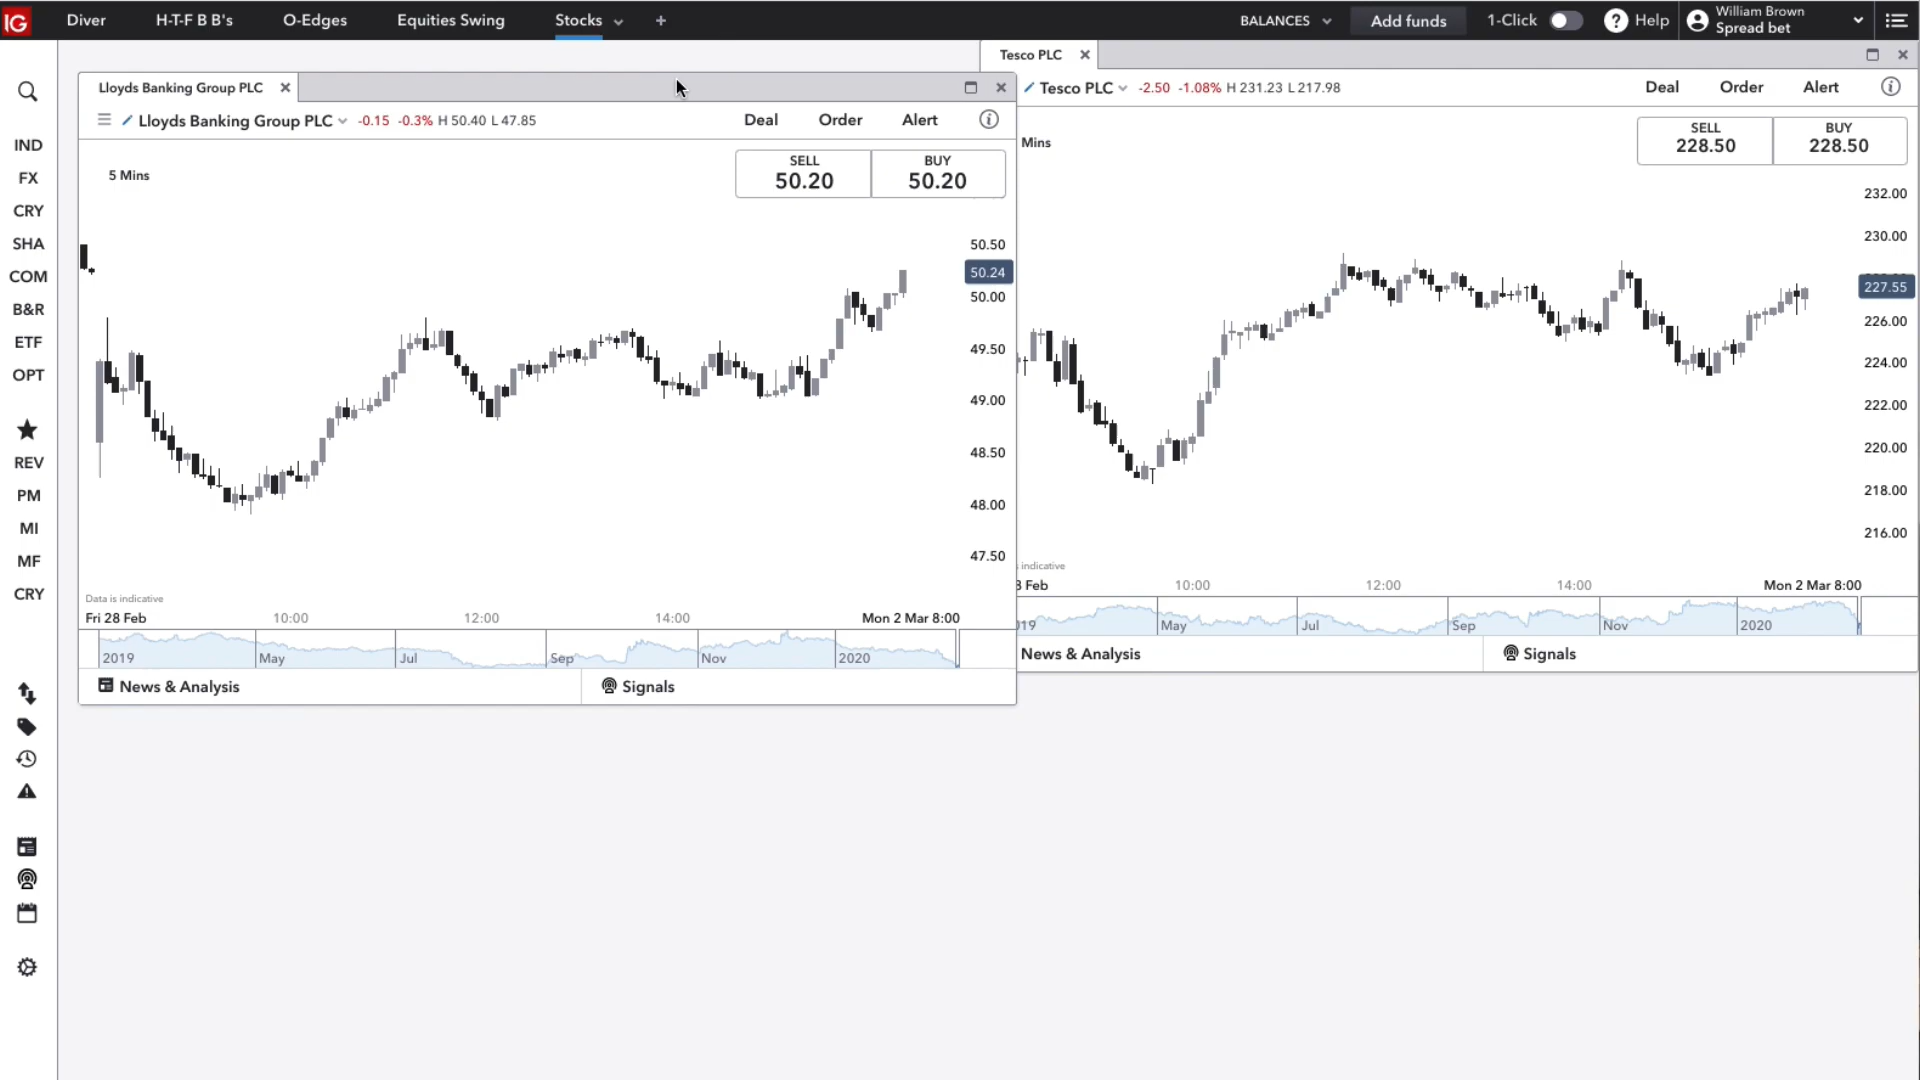 IG Diver H-T-F B B's O-Edges Equities Swing Stocks + BALANCES Add funds 1-Click ? Help William Brown
Spread bet
IND
FX
CRY
SHA
COM
B&R
ETF
OPT
REV
PM
MI
MF
CRY
Lloyds Banking Group PLC
Lloyds Banking Group PLC -0.15 -0.3% H 50.40 L 47.85 Deal Order Alert
5 Mins
SELL BUY
50.20 50.20
50.50
50.24
50.00
49.50
49.00
48.50
48.00
47.50
Data is indicative
Fri 28 Feb 10:00 12:00 14:00 Mon 2 Mar 8:00
2019 May Jul Sep Nov 2020
News & Analysis Signals
Tesco PLC
Tesco PLC -2.50 -1.08% H 231.23 L 217.98 Deal Order Alert
Mins
SELL BUY
228.50 228.50
232.00
230.00
227.55
226.00
224.00
222.00
220.00
218.00
216.00
indicative
Feb 10:00 12:00 14:00 Mon 2 Mar 8:00
19 May Jul Sep Nov 2020
News & Analysis Signals